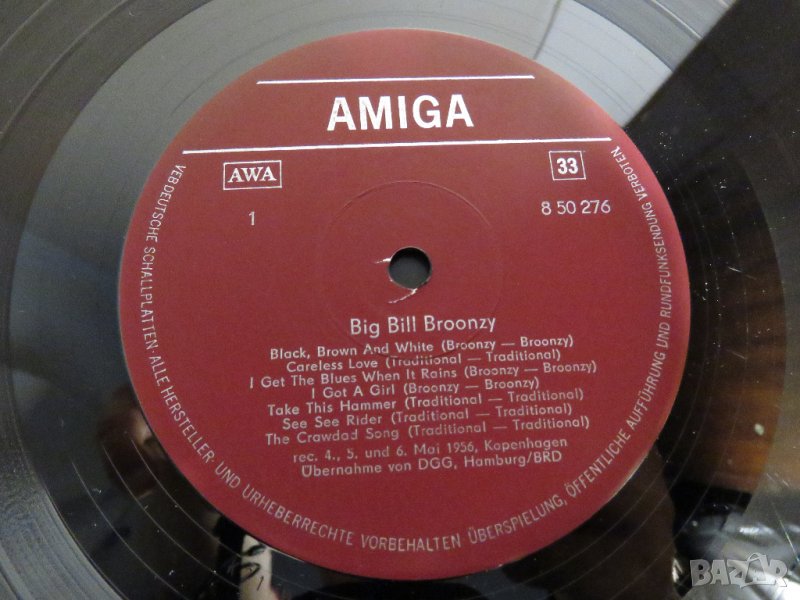 AMIGA
AWA
33
1
8 50 276
Big Bill Broonzy
Black, Brown And White (Broonzy — Broonzy)
Careless Love (Traditional — Traditional)
I Get The Blues When It Rains (Broonzy — Broonzy)
I Got A Girl (Broonzy — Broonzy)
Take This Hammer (Traditional — Traditional)
See See Rider (Traditional — Traditional)
The Crawdad Song (Traditional — Traditional)
rec. 4., 5. und 6. Mai 1956, Kopenhagen
Übernahme von DGG, Hamburg/BRD
VEB DEUTSCHE SCHALLPLATTEN · ALLE HERSTELLER- UND URHEBERRECHTE VORBEHALTEN ÜBERSPIELUNG, ÖFFENTLICHE AUFFÜHRUNG UND RUNDFUNKSENDUNG VERBOTEN.
BAZAR